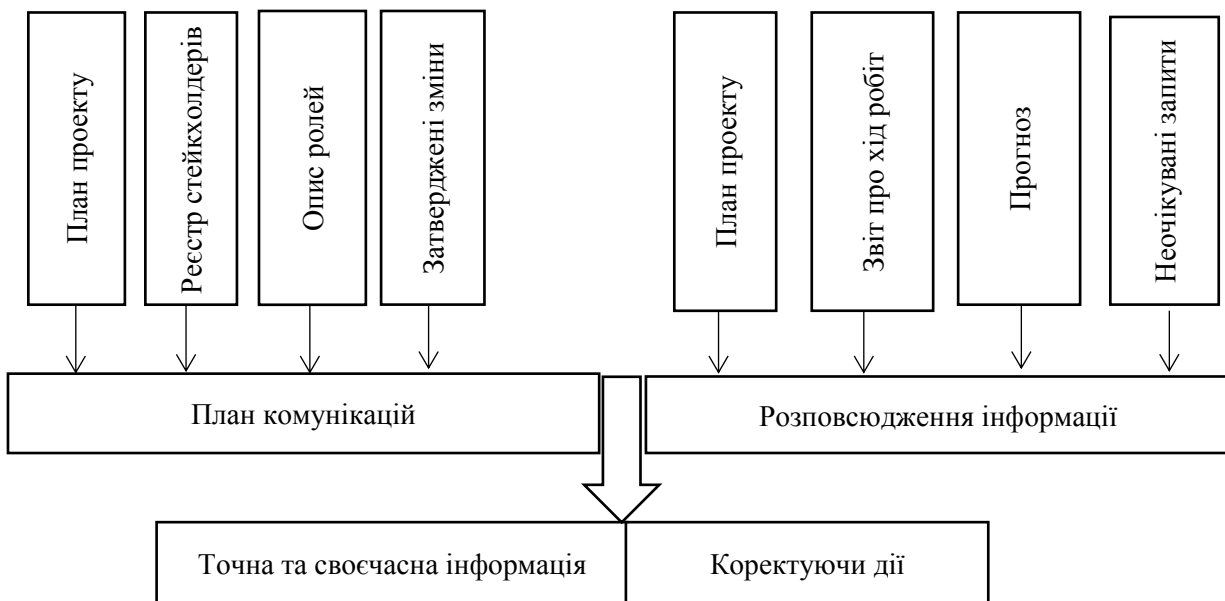 План проекту
Реєстр стейкхолдерів
Опис ролей
Затверджені зміни
План проекту
Звіт про хід робіт
Прогноз
Неочікувані запити
План комунікацій
Розповсюдження інформації
Точна та своєчасна інформація
Коректуючи дії